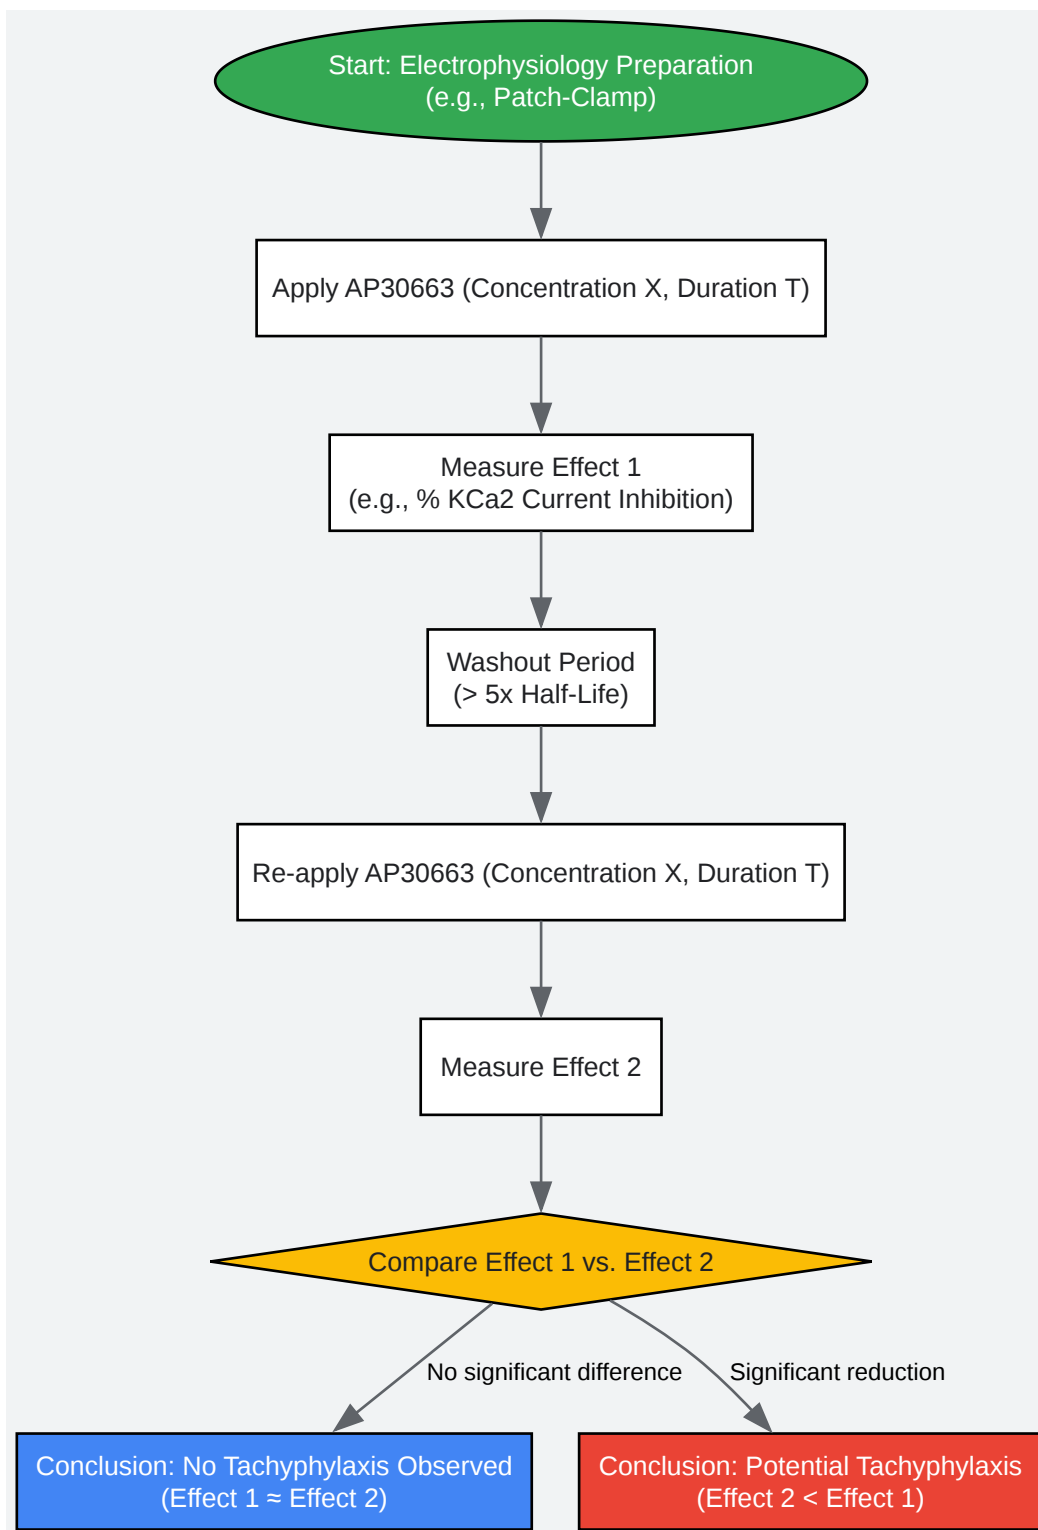 Start: Electrophysiology Preparation
(e.g., Patch-Clamp)
Apply AP30663 (Concentration X, Duration T)
Measure Effect 1
(e.g., % KCa2 Current Inhibition)
Washout Period
(> 5x Half-Life)
Re-apply AP30663 (Concentration X, Duration T)
Measure Effect 2
Compare Effect 1 vs. Effect 2
No significant difference
Significant reduction
Conclusion: No Tachyphylaxis Observed
(Effect 1 ≈ Effect 2)
Conclusion: Potential Tachyphylaxis
(Effect 2 < Effect 1)